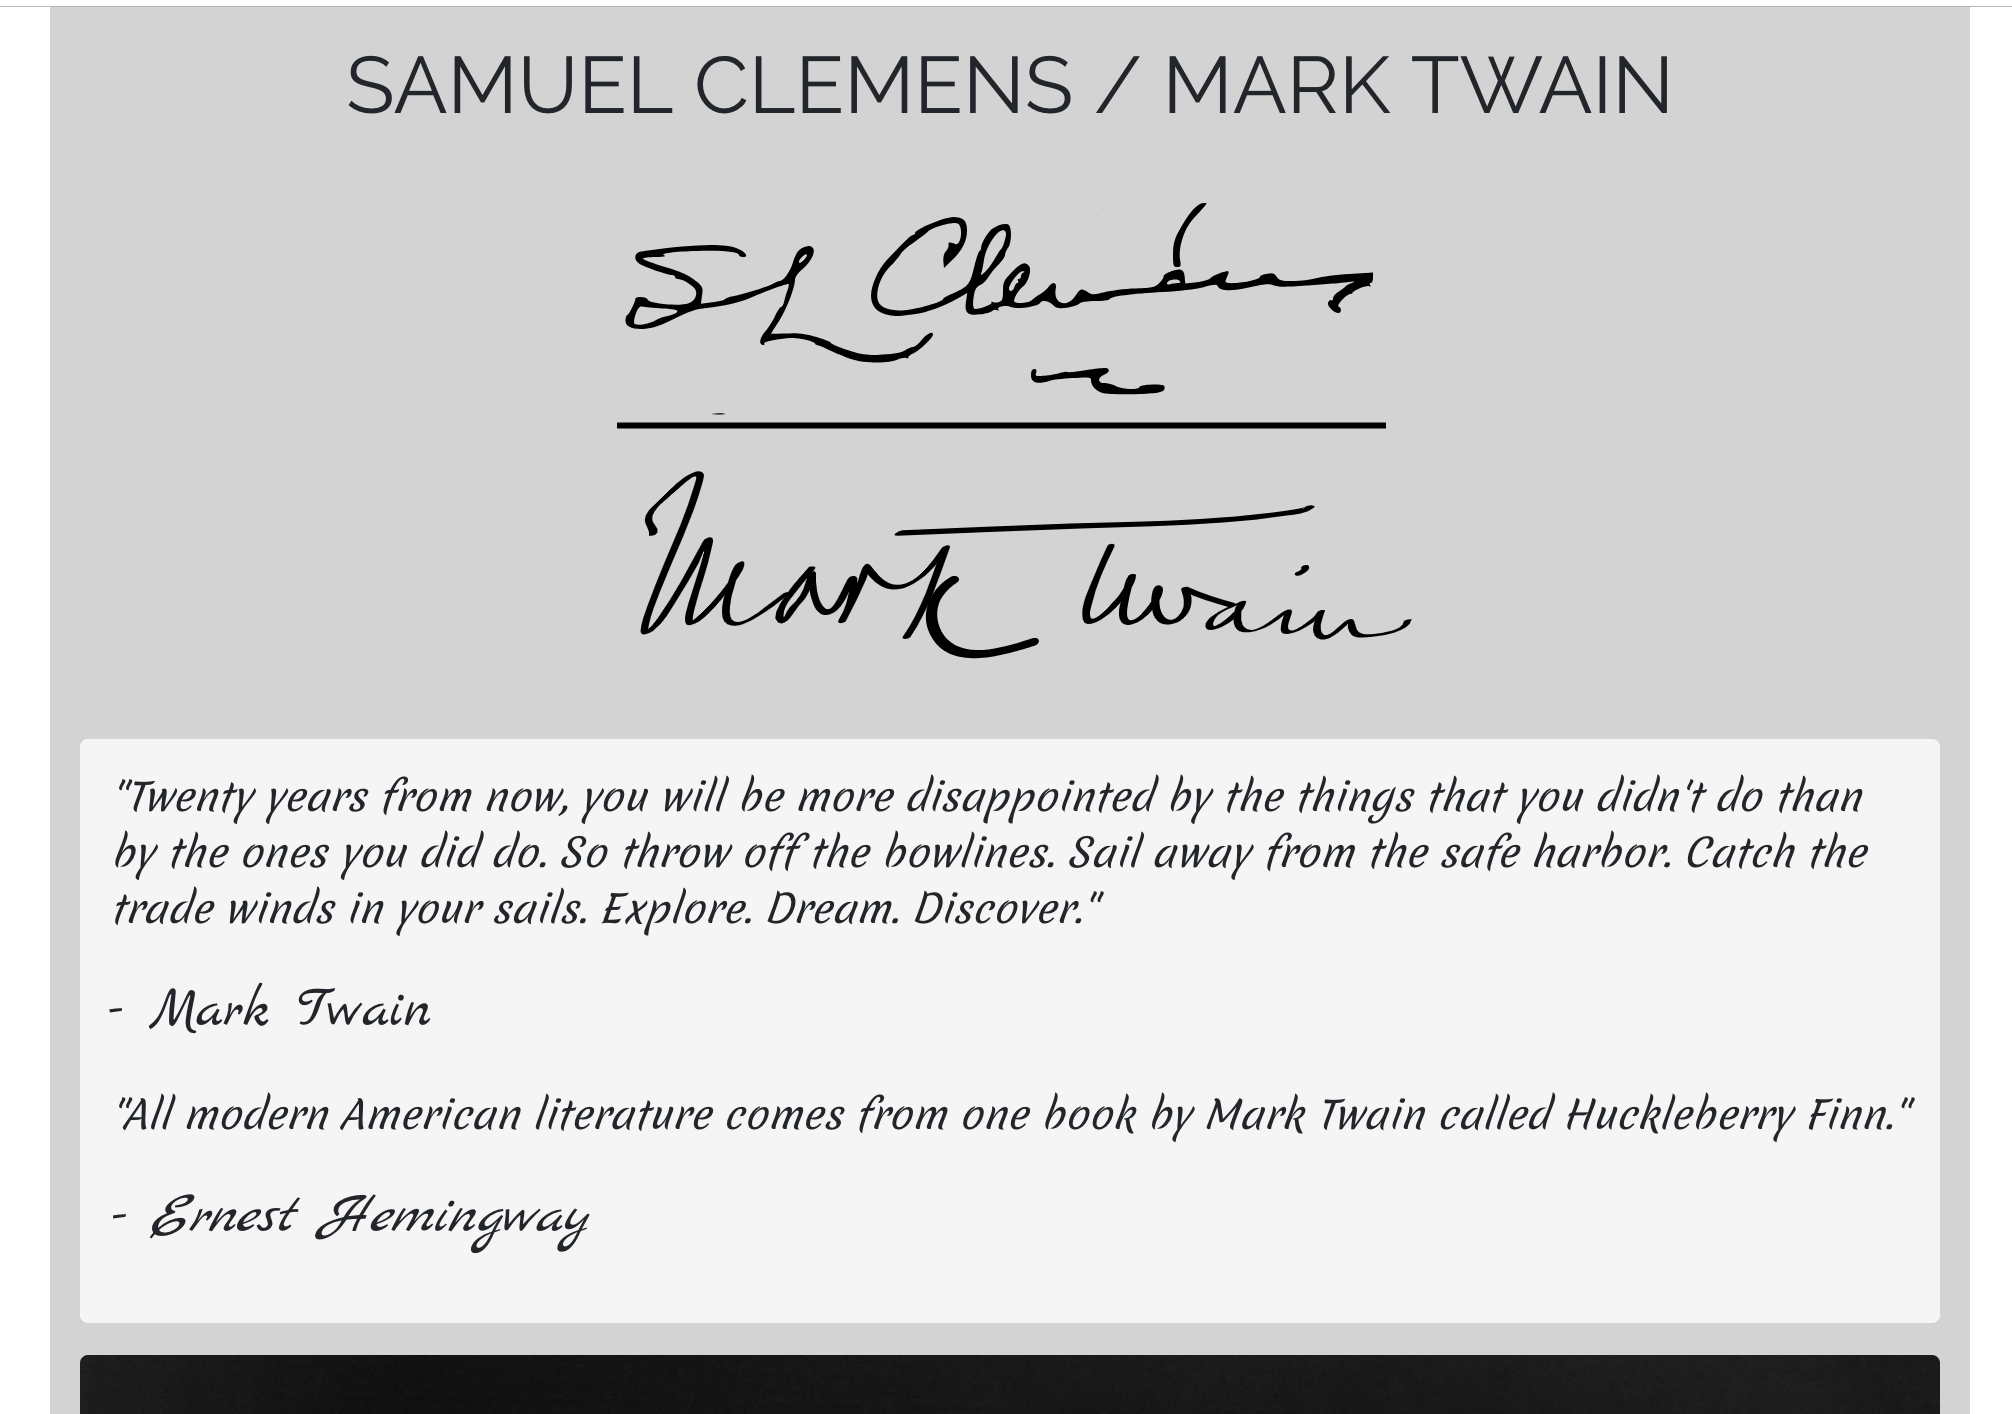 SAMUEL CLEMENS / MARK TWAIN
SL Clemens
Mark Twain
"Twenty years from now, you will be more disappointed by the things that you didn't do than
by the ones you did do. So throw off the bowlines. Sail away from the safe harbor. Catch the
trade winds in your sails. Explore. Dream. Discover."
- Mark Twain
"All modern American literature comes from one book by Mark Twain called Huckleberry Finn."
- Ernest Hemingway